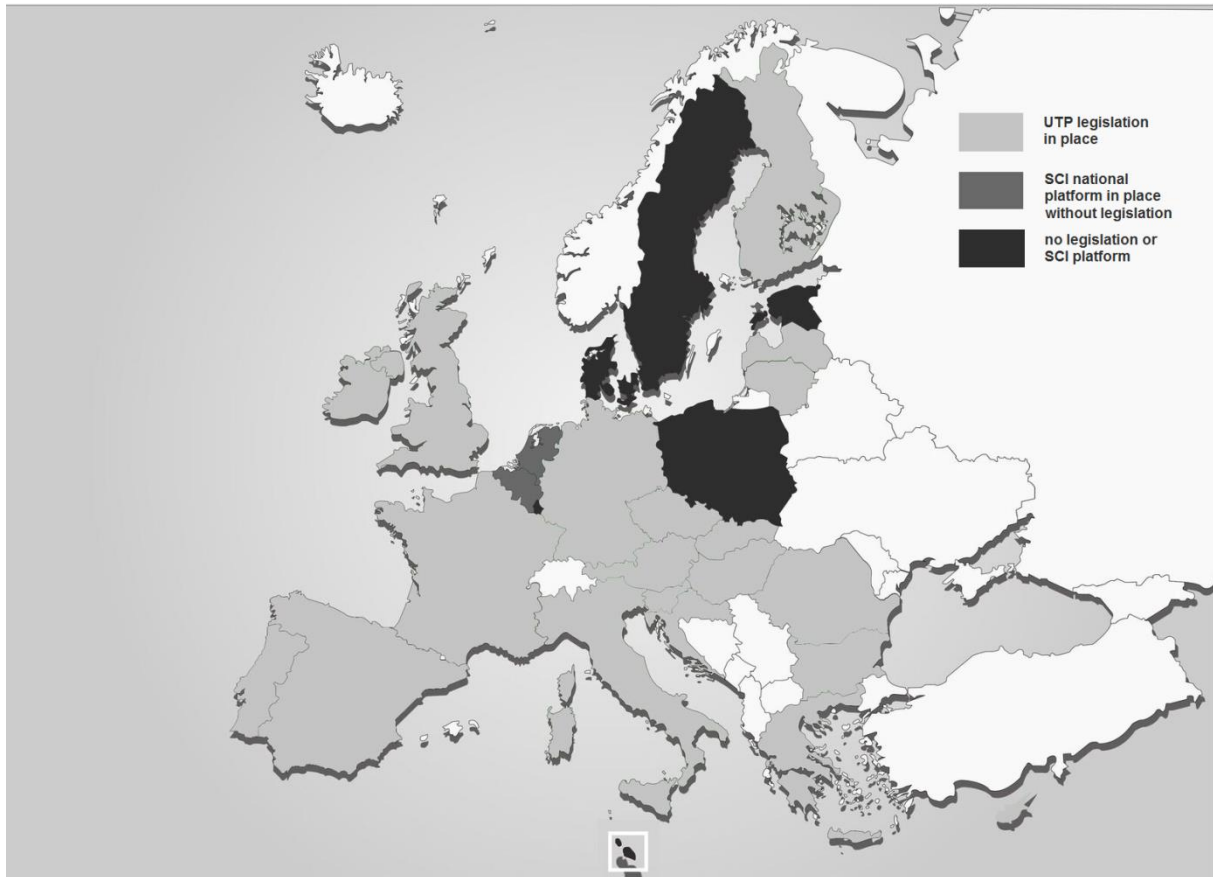 UTP legislation
in place
SCI national
platform in place
without legislation
no legislation or
SCI platform